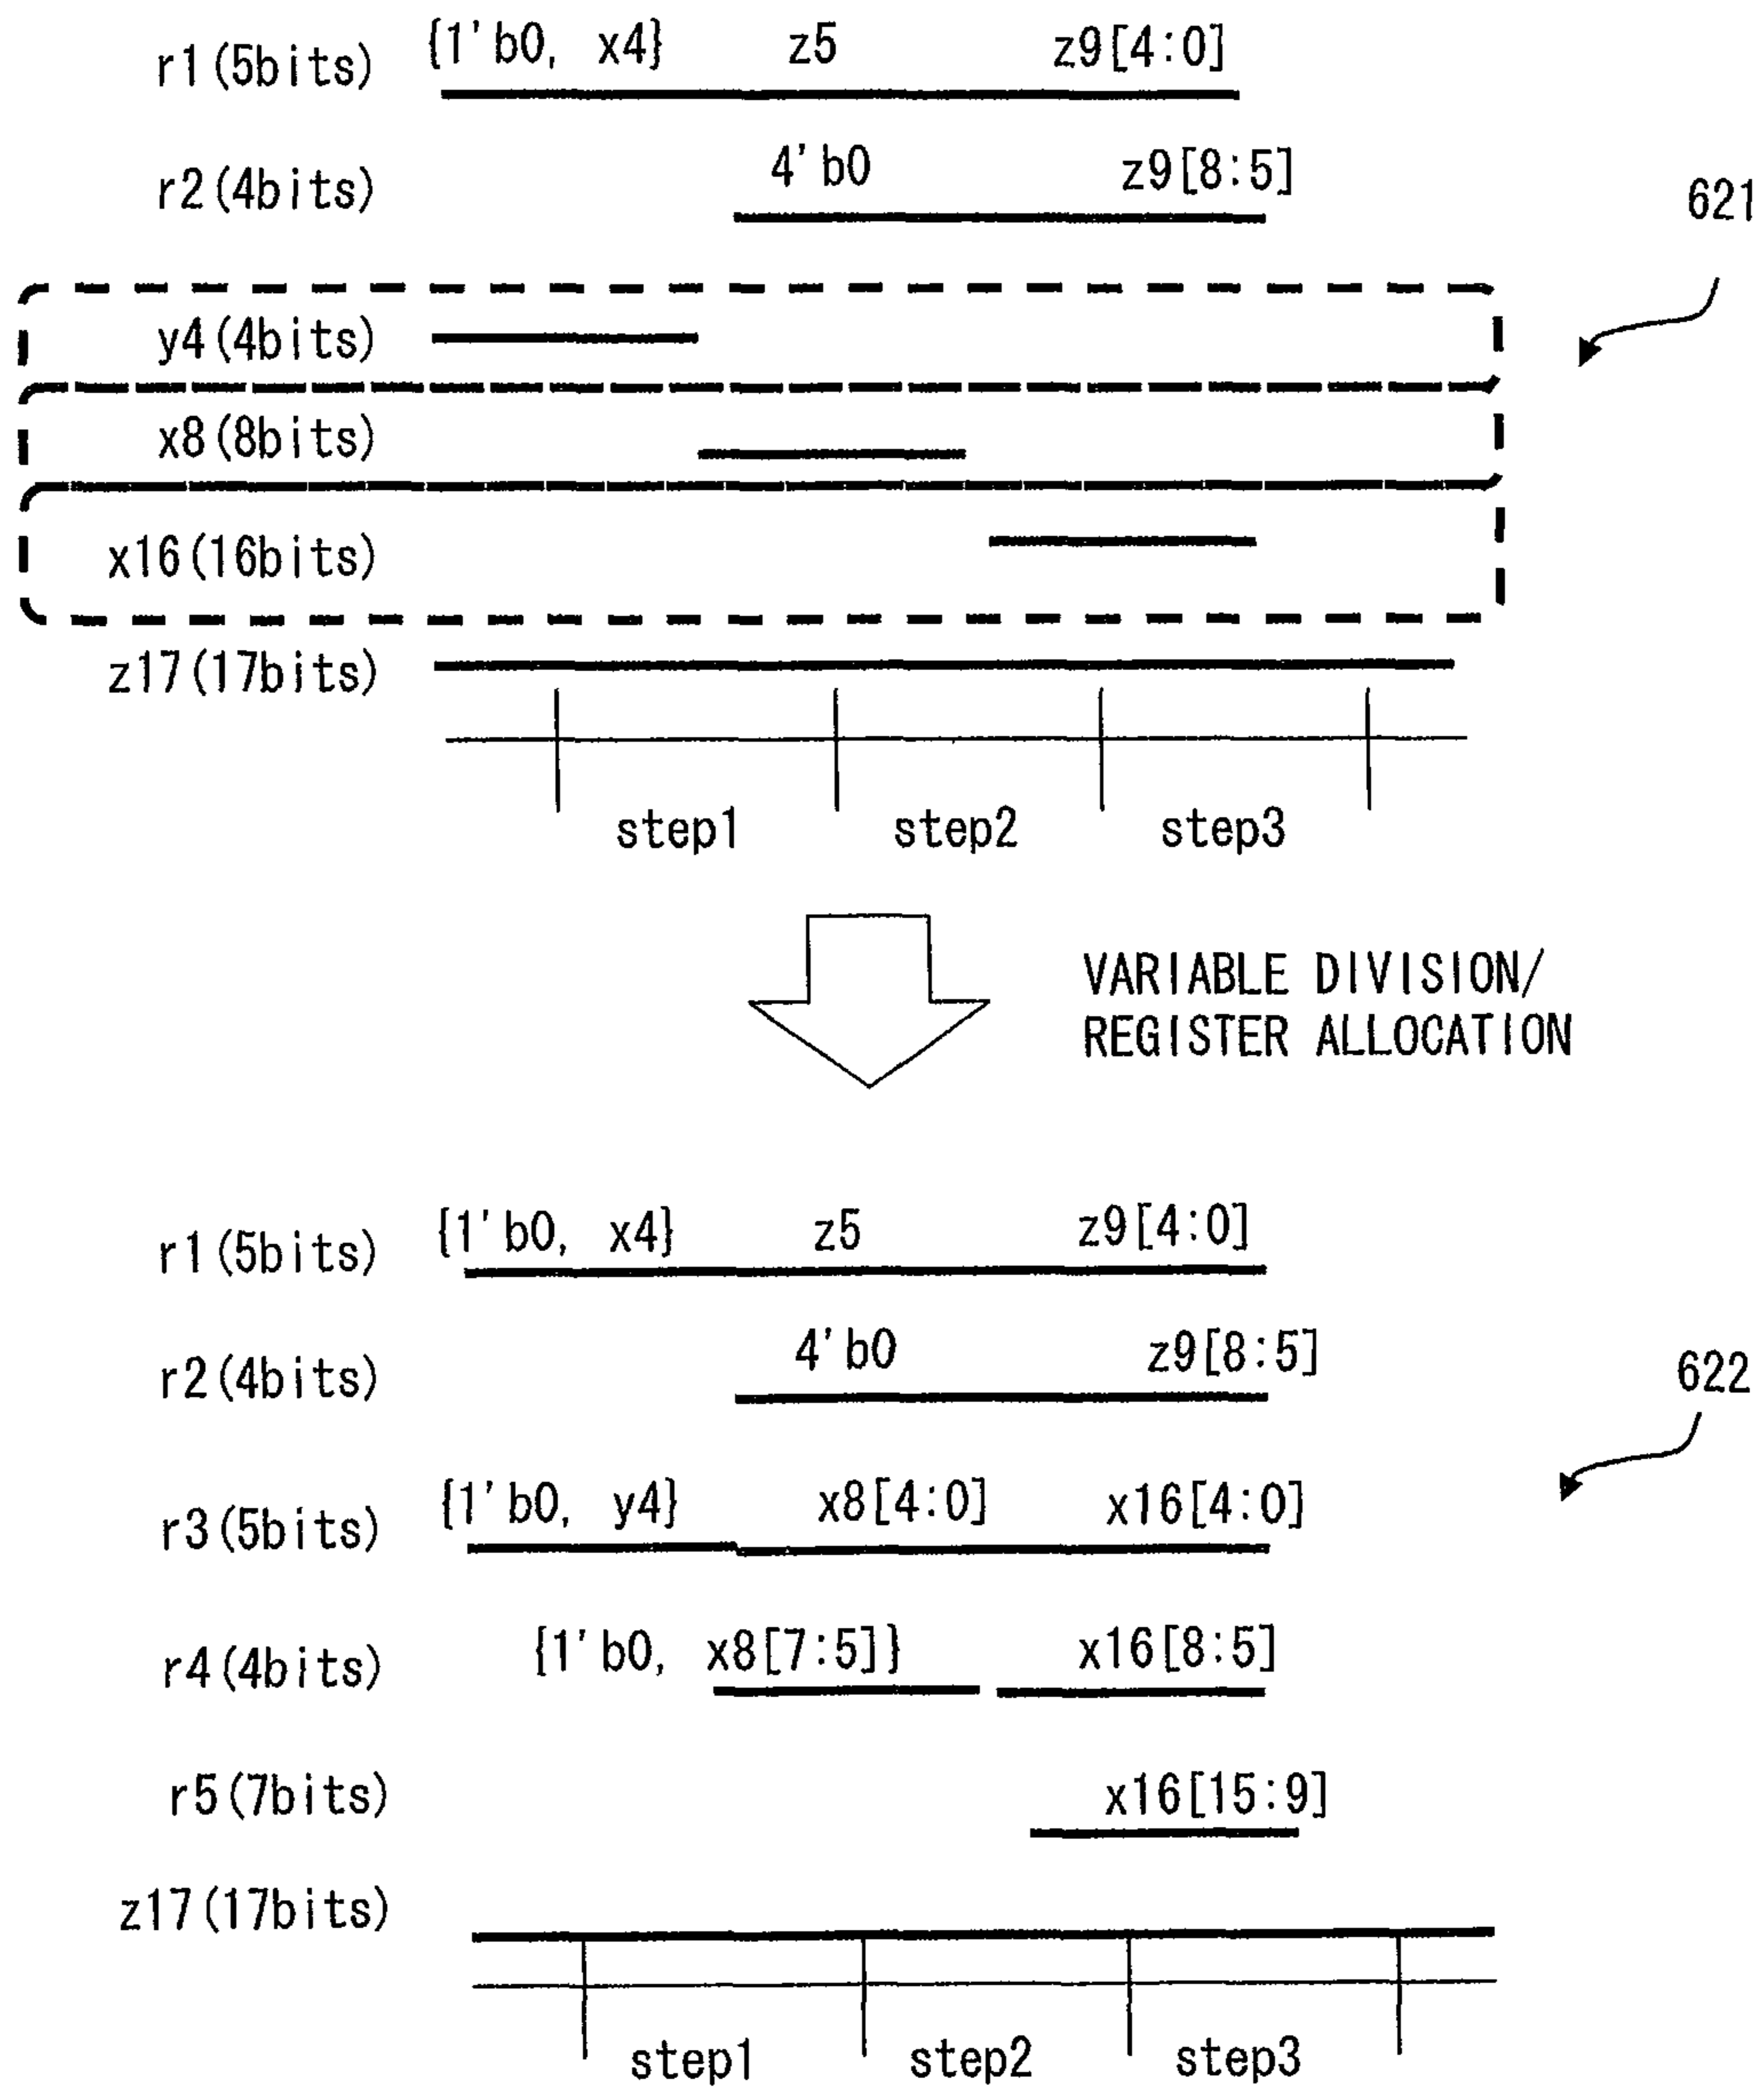 r1(5bits) {1'b0, x4} z5 z9[4:0]
r2(4bits) 4'b0 z9[8:5]
621
y4(4bits)
x8(8bits)
x16(16bits)
z17(17bits)
step1 step2 step3
VARIABLE DIVISION/
REGISTER ALLOCATION
r1(5bits) {1'b0, x4} z5 z9[4:0]
r2(4bits) 4'b0 z9[8:5]
622
r3(5bits) {1'b0, y4} x8[4:0] x16[4:0]
r4(4bits) {1'b0, x8[7:5]} x16[8:5]
r5(7bits) x16[15:9]
z17(17bits)
step1 step2 step3